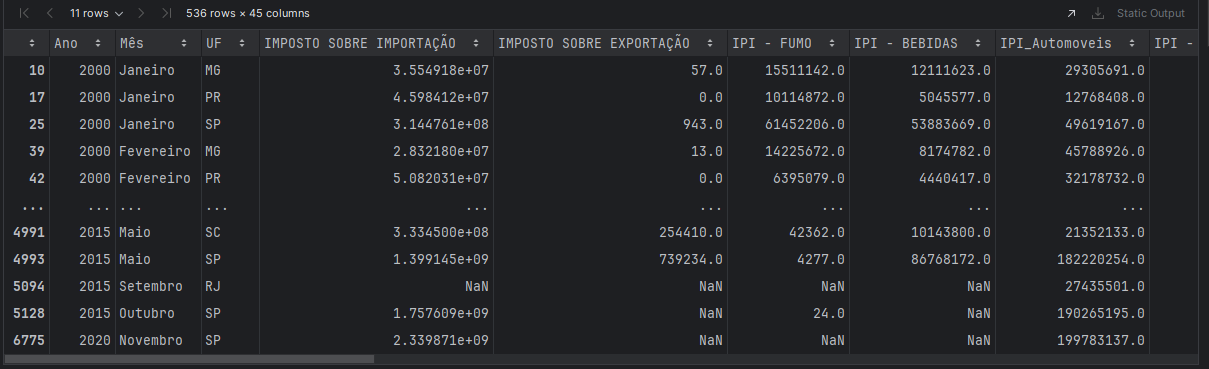 11 rows 536 rows × 45 columns Static Output
Ano Mês UF IMPOSTO SOBRE IMPORTAÇÃO IMPOSTO SOBRE EXPORTAÇÃO IPI - FUMO IPI - BEBIDAS IPI_Automoveis IPI -
10 2000 Janeiro MG 3.554918e+07 57.0 15511142.0 12111623.0 29305691.0
17 2000 Janeiro PR 4.598412e+07 0.0 10114872.0 5045577.0 12768408.0
25 2000 Janeiro SP 3.144761e+08 943.0 61452206.0 53883669.0 49619167.0
39 2000 Fevereiro MG 2.832180e+07 13.0 14225672.0 8174782.0 45788926.0
42 2000 Fevereiro PR 5.082031e+07 0.0 6395079.0 4440417.0 32178732.0
... ... ... ... ... ... ... ... ...
4991 2015 Maio SC 3.334500e+08 254410.0 42362.0 10143800.0 21352133.0
4993 2015 Maio SP 1.399145e+09 739234.0 4277.0 86768172.0 182220254.0
5094 2015 Setembro RJ NaN NaN NaN NaN 27435501.0
5128 2015 Outubro SP 1.757609e+09 NaN 24.0 NaN 190265195.0
6775 2020 Novembro SP 2.339871e+09 NaN NaN NaN 199783137.0